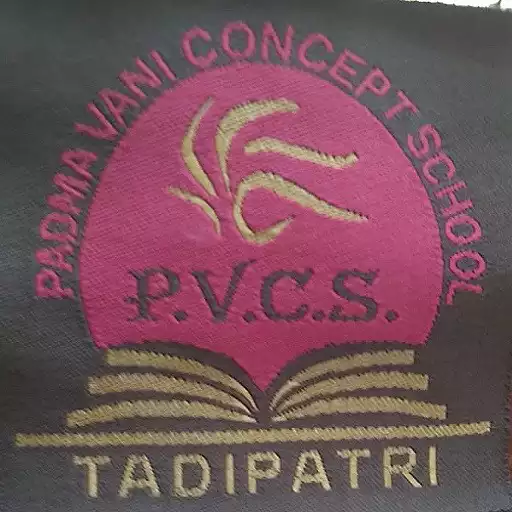 PADMA VANI CONCEPT SCHOOL
P.V.C.S.
TADIPATRI